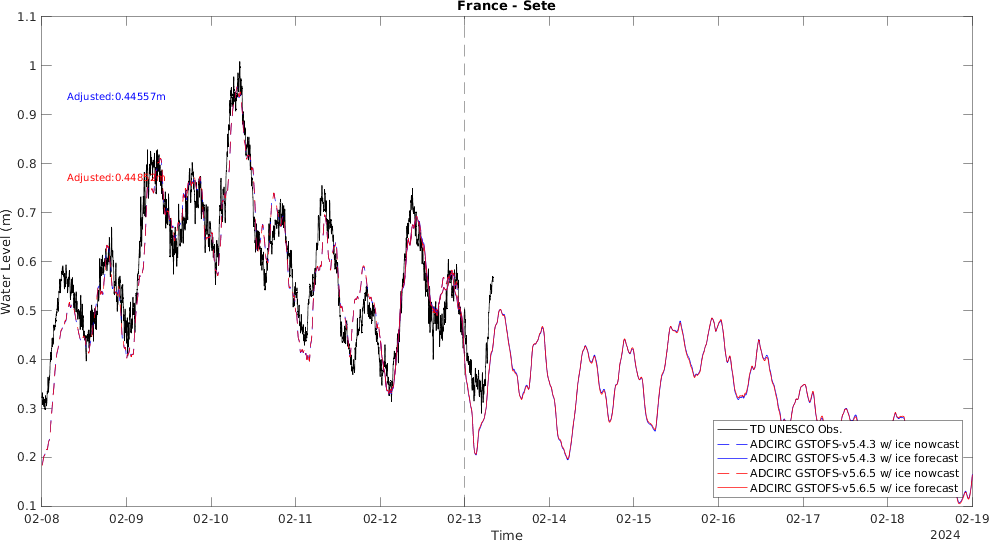 France - Sete
1.1
1
0.9
0.8
0.7
0.6
0.5
0.4
0.3
0.2
0.1
Water Level (m)
Adjusted:0.44557m
TD UNESCO Obs.
ADCIRC GSTOFS-v5.4.3 w/ ice nowcast
ADCIRC GSTOFS-v5.4.3 w/ ice forecast
ADCIRC GSTOFS-v5.6.5 w/ ice nowcast
ADCIRC GSTOFS-v5.6.5 w/ ice forecast
02-08 02-09 02-10 02-11 02-12 02-13 02-14 02-15 02-16 02-17 02-18 02-19
Time
2024